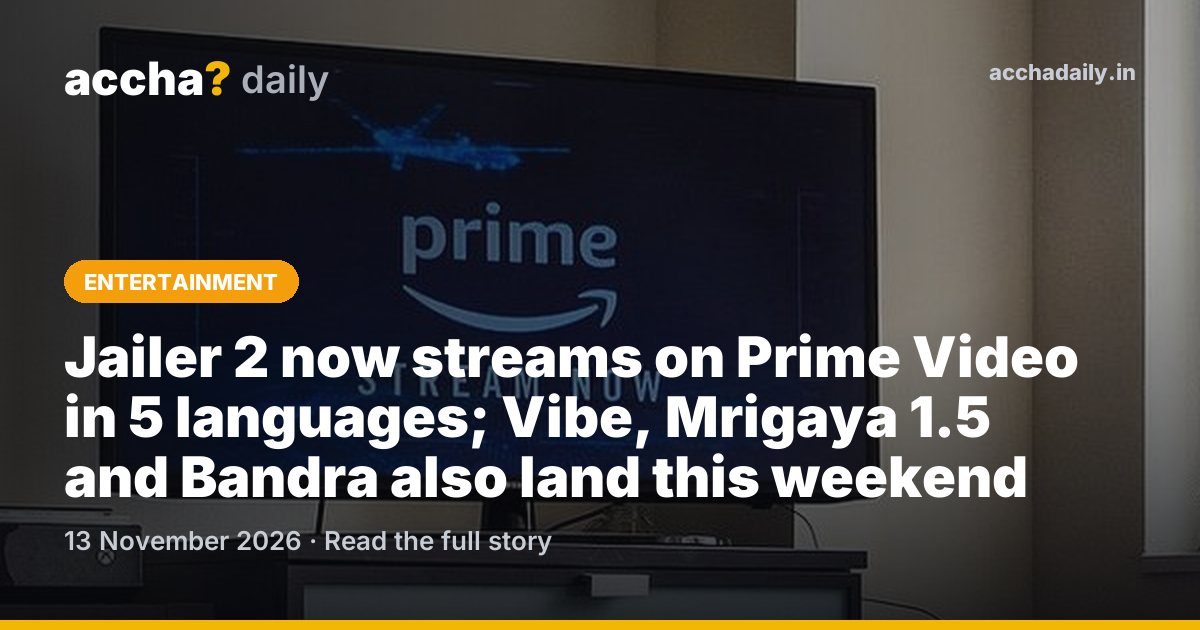 accha? daily
acchadaily.in
prime
ENTERTAINMENT
Jailer 2 now streams on Prime Video
STREAM NOW
in 5 languages; Vibe, Mrigaya 1.5
and Bandra also land this weekend
13 November 2026 · Read the full story